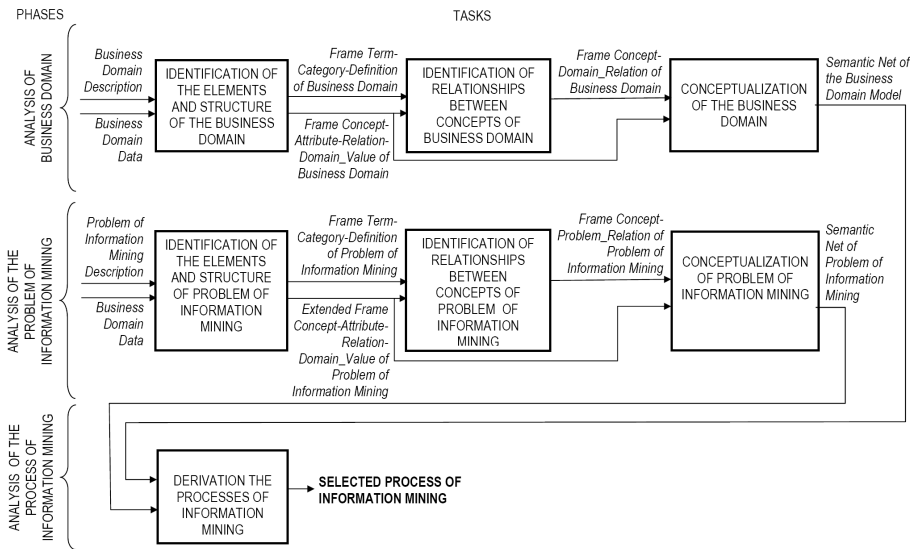 PHASES
TASKS
ANALYSIS OF
BUSINESS DOMAIN
Business
Domain
Description
Business
Domain
Data
IDENTIFICATION OF
THE ELEMENTS
AND STRUCTURE
OF THE BUSINESS
DOMAIN
Frame Term-
Category-Definition
of Business Domain
Frame Concept-
Attribute-Relation-
Domain_Value of
Business Domain
IDENTIFICATION OF
RELATIONSHIPS
BETWEEN
CONCEPTS OF
BUSINESS DOMAIN
Frame Concept-
Domain_Relation of
Business Domain
CONCEPTUALIZATION
OF THE BUSINESS
DOMAIN
Semantic Net of
the Business
Domain Model
ANALYSIS OF THE
PROBLEM OF
INFORMATION MINING
Problem of
Information
Mining
Description
Business
Domain
Data
IDENTIFICATION OF
THE ELEMENTS
AND STRUCTURE
OF PROBLEM OF
INFORMATION
MINING
Frame Term-
Category-Definition
of Problem of
Information Mining
Extended Frame
Concept-Attribute-
Relation-
Domain_Value of
Problem of
Information Mining
IDENTIFICATION OF
RELATIONSHIPS
BETWEEN
CONCEPTS OF
PROBLEM OF
INFORMATION
MINING
Frame Concept-
Problem_Relation of
Problem of
Information Mining
CONCEPTUALIZATION
OF PROBLEM OF
INFORMATION MINING
Semantic
Net of
Problem of
Information
Mining
ANALYSIS OF THE
PROCESS OF
INFORMATION MINING
DERIVATION THE
PROCESSES OF
INFORMATION
MINING
SELECTED PROCESS OF
INFORMATION MINING